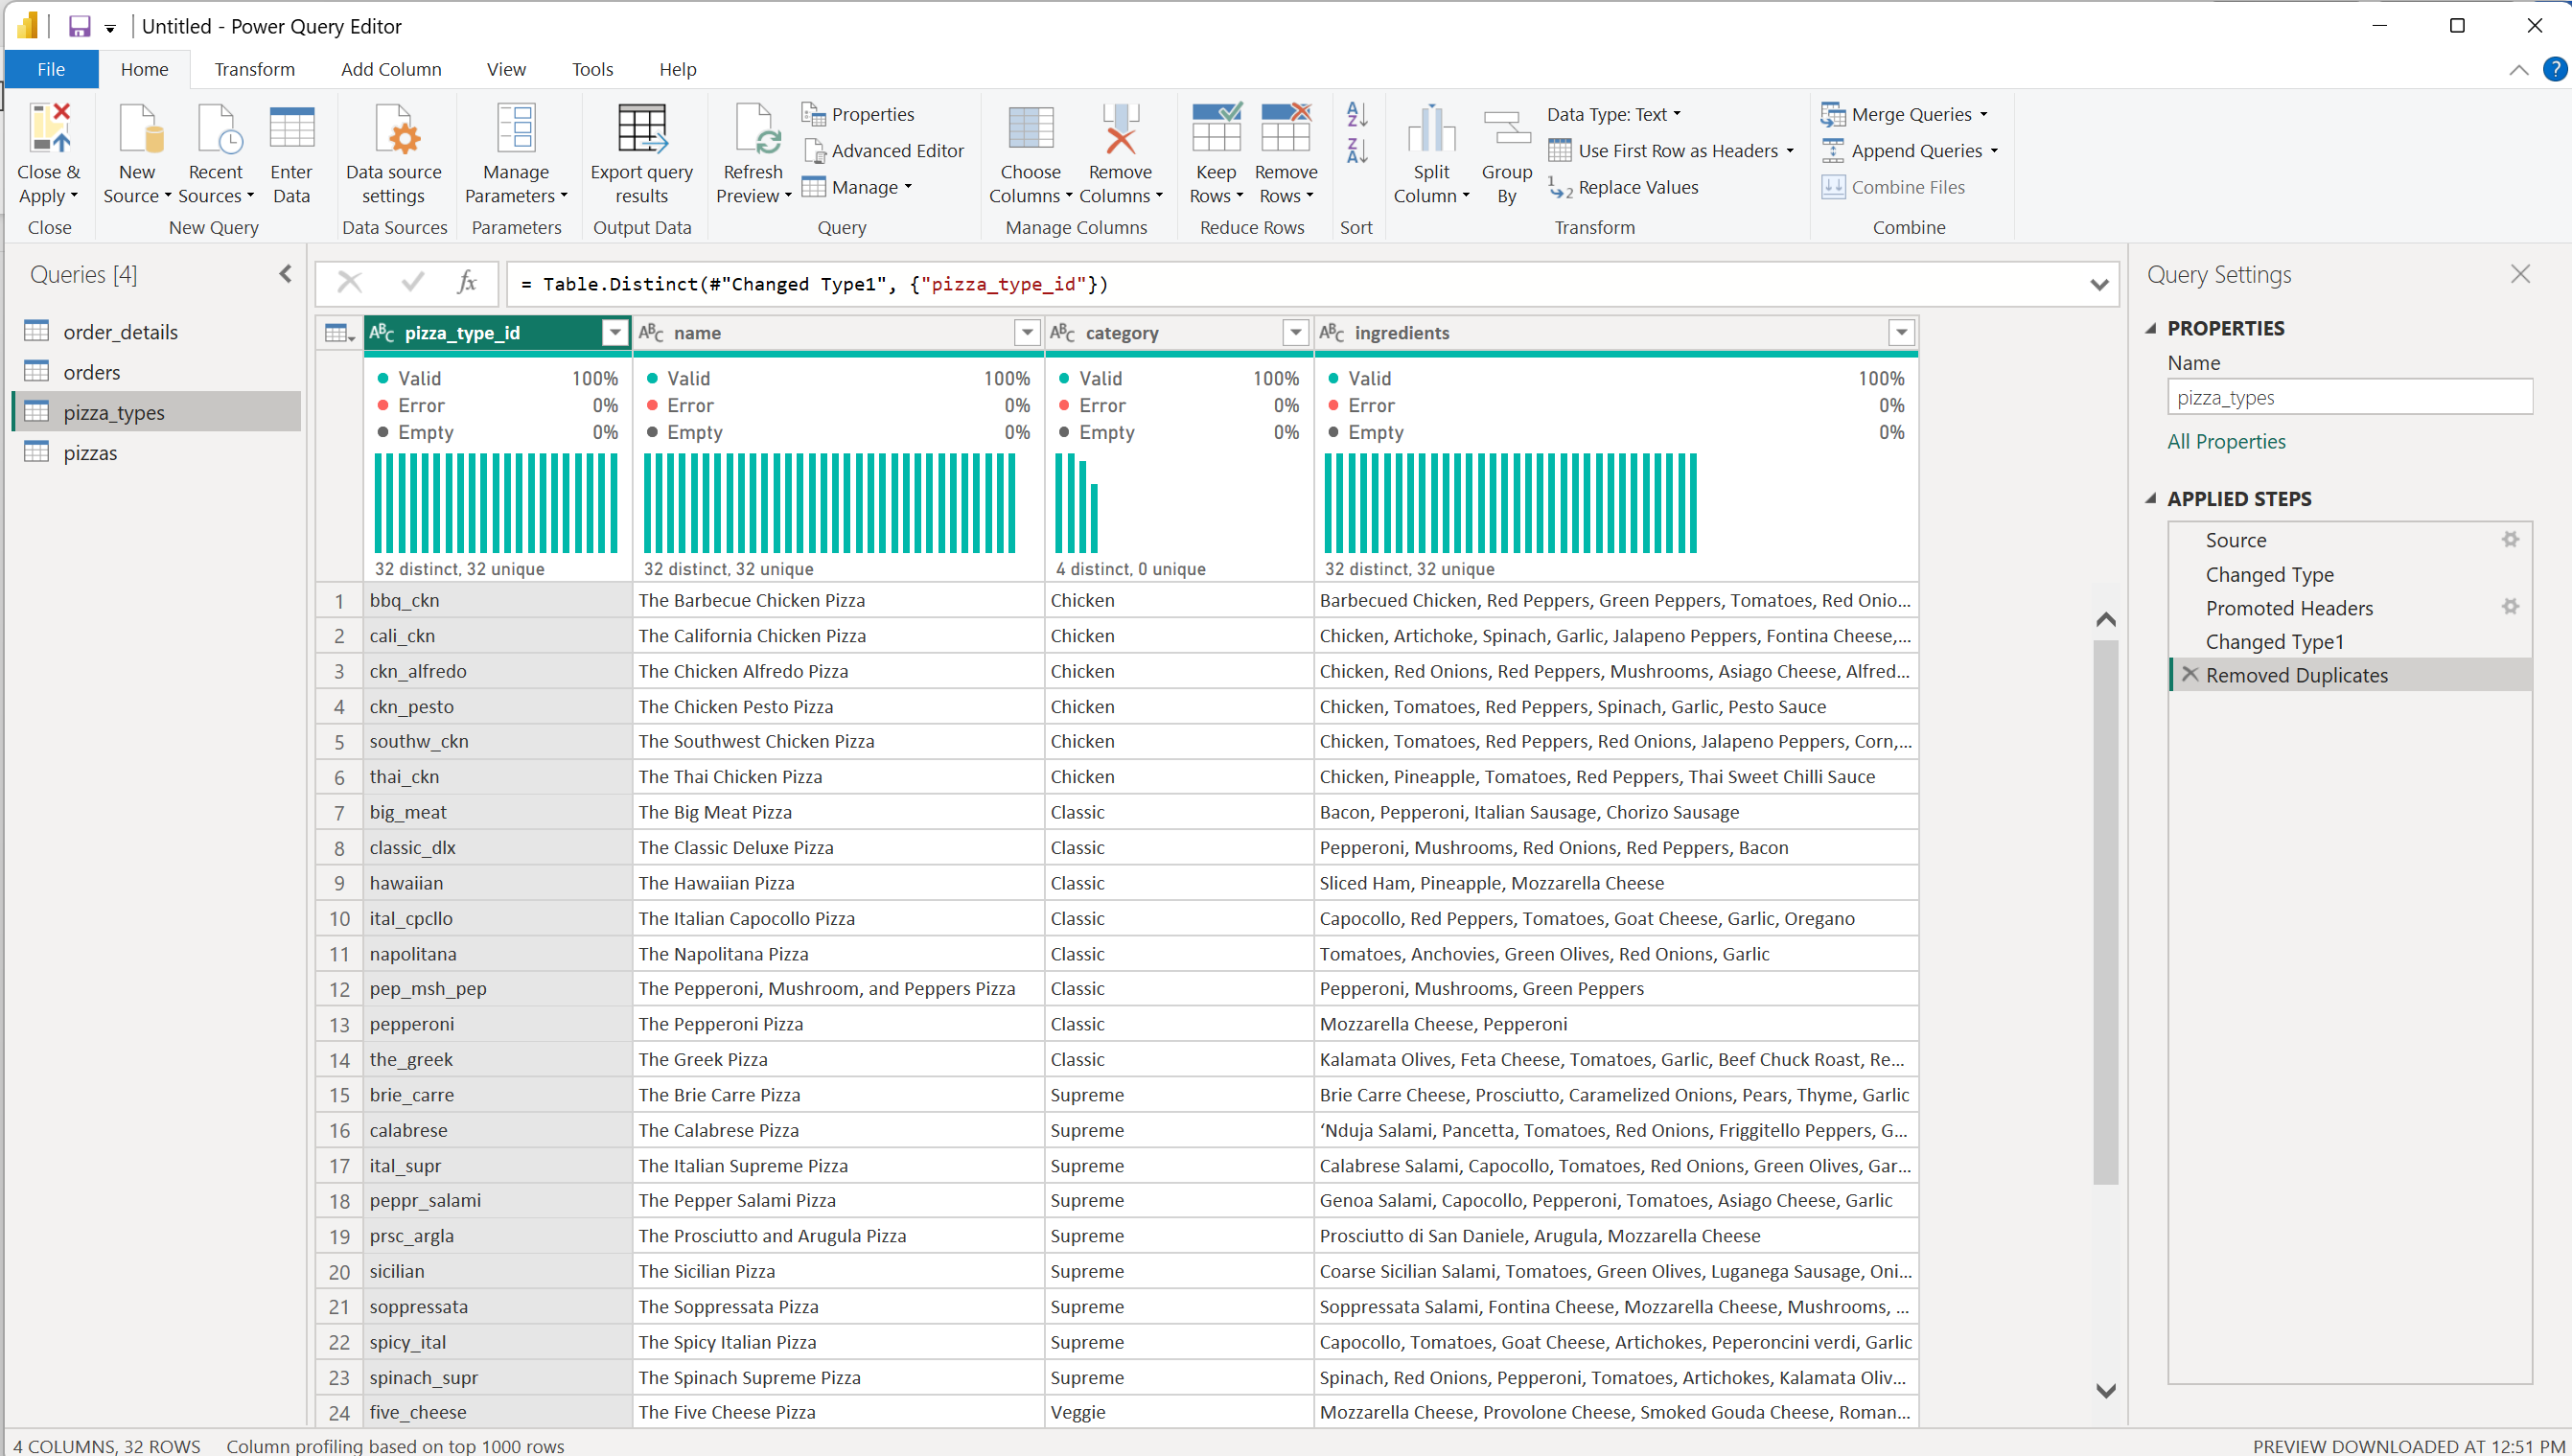 Untitled - Power Query Editor
File Home Transform Add Column View Tools Help
Close & Apply
Close
New Source
Recent Sources
Enter Data
New Query
Data source settings
Data Sources
Manage Parameters
Parameters
Export query results
Output Data
Refresh Preview
Properties
Advanced Editor
Manage
Query
Choose Columns
Remove Columns
Manage Columns
Keep Rows
Remove Rows
Reduce Rows
Sort
Split Column
Group By
Data Type: Text
Use First Row as Headers
Replace Values
Transform
Merge Queries
Append Queries
Combine Files
Combine
Queries [4]
order_details
orders
pizza_types
pizzas
fx = Table.Distinct(#"Changed Type1", {"pizza_type_id"})
ABC pizza_type_id ABC name ABC category ABC ingredients
Valid 100% Valid 100% Valid 100% Valid 100%
Error 0% Error 0% Error 0% Error 0%
Empty 0% Empty 0% Empty 0% Empty 0%
32 distinct, 32 unique 32 distinct, 32 unique 4 distinct, 0 unique 32 distinct, 32 unique
1 bbq_ckn The Barbecue Chicken Pizza Chicken Barbecued Chicken, Red Peppers, Green Peppers, Tomatoes, Red Onio...
2 cali_ckn The California Chicken Pizza Chicken Chicken, Artichoke, Spinach, Garlic, Jalapeno Peppers, Fontina Cheese,...
3 ckn_alfredo The Chicken Alfredo Pizza Chicken Chicken, Red Onions, Red Peppers, Mushrooms, Asiago Cheese, Alfred...
4 ckn_pesto The Chicken Pesto Pizza Chicken Chicken, Tomatoes, Red Peppers, Spinach, Garlic, Pesto Sauce
5 southw_ckn The Southwest Chicken Pizza Chicken Chicken, Tomatoes, Red Peppers, Red Onions, Jalapeno Peppers, Corn,...
6 thai_ckn The Thai Chicken Pizza Chicken Chicken, Pineapple, Tomatoes, Red Peppers, Thai Sweet Chilli Sauce
7 big_meat The Big Meat Pizza Classic Bacon, Pepperoni, Italian Sausage, Chorizo Sausage
8 classic_dlx The Classic Deluxe Pizza Classic Pepperoni, Mushrooms, Red Onions, Red Peppers, Bacon
9 hawaiian The Hawaiian Pizza Classic Sliced Ham, Pineapple, Mozzarella Cheese
10 ital_cpcllo The Italian Capocollo Pizza Classic Capocollo, Red Peppers, Tomatoes, Goat Cheese, Garlic, Oregano
11 napolitana The Napolitana Pizza Classic Tomatoes, Anchovies, Green Olives, Red Onions, Garlic
12 pep_msh_pep The Pepperoni, Mushroom, and Peppers Pizza Classic Pepperoni, Mushrooms, Green Peppers
13 pepperoni The Pepperoni Pizza Classic Mozzarella Cheese, Pepperoni
14 the_greek The Greek Pizza Classic Kalamata Olives, Feta Cheese, Tomatoes, Garlic, Beef Chuck Roast, Re...
15 brie_carre The Brie Carre Pizza Supreme Brie Carre Cheese, Prosciutto, Caramelized Onions, Pears, Thyme, Garlic
16 calabrese The Calabrese Pizza Supreme ‘Nduja Salami, Pancetta, Tomatoes, Red Onions, Friggitello Peppers, G...
17 ital_supr The Italian Supreme Pizza Supreme Calabrese Salami, Capocollo, Tomatoes, Red Onions, Green Olives, Gar...
18 peppr_salami The Pepper Salami Pizza Supreme Genoa Salami, Capocollo, Pepperoni, Tomatoes, Asiago Cheese, Garlic
19 prsc_argla The Prosciutto and Arugula Pizza Supreme Prosciutto di San Daniele, Arugula, Mozzarella Cheese
20 sicilian The Sicilian Pizza Supreme Coarse Sicilian Salami, Tomatoes, Green Olives, Luganega Sausage, Oni...
21 soppressata The Soppressata Pizza Supreme Soppressata Salami, Fontina Cheese, Mozzarella Cheese, Mushrooms, ...
22 spicy_ital The Spicy Italian Pizza Supreme Capocollo, Tomatoes, Goat Cheese, Artichokes, Peperoncini verdi, Garlic
23 spinach_supr The Spinach Supreme Pizza Supreme Spinach, Red Onions, Pepperoni, Tomatoes, Artichokes, Kalamata Oliv...
24 five_cheese The Five Cheese Pizza Veggie Mozzarella Cheese, Provolone Cheese, Smoked Gouda Cheese, Roman...
Query Settings
PROPERTIES
Name
pizza_types
All Properties
APPLIED STEPS
Source
Changed Type
Promoted Headers
Changed Type1
Removed Duplicates
4 COLUMNS, 32 ROWS Column profiling based on top 1000 rows PREVIEW DOWNLOADED AT 12:51 PM